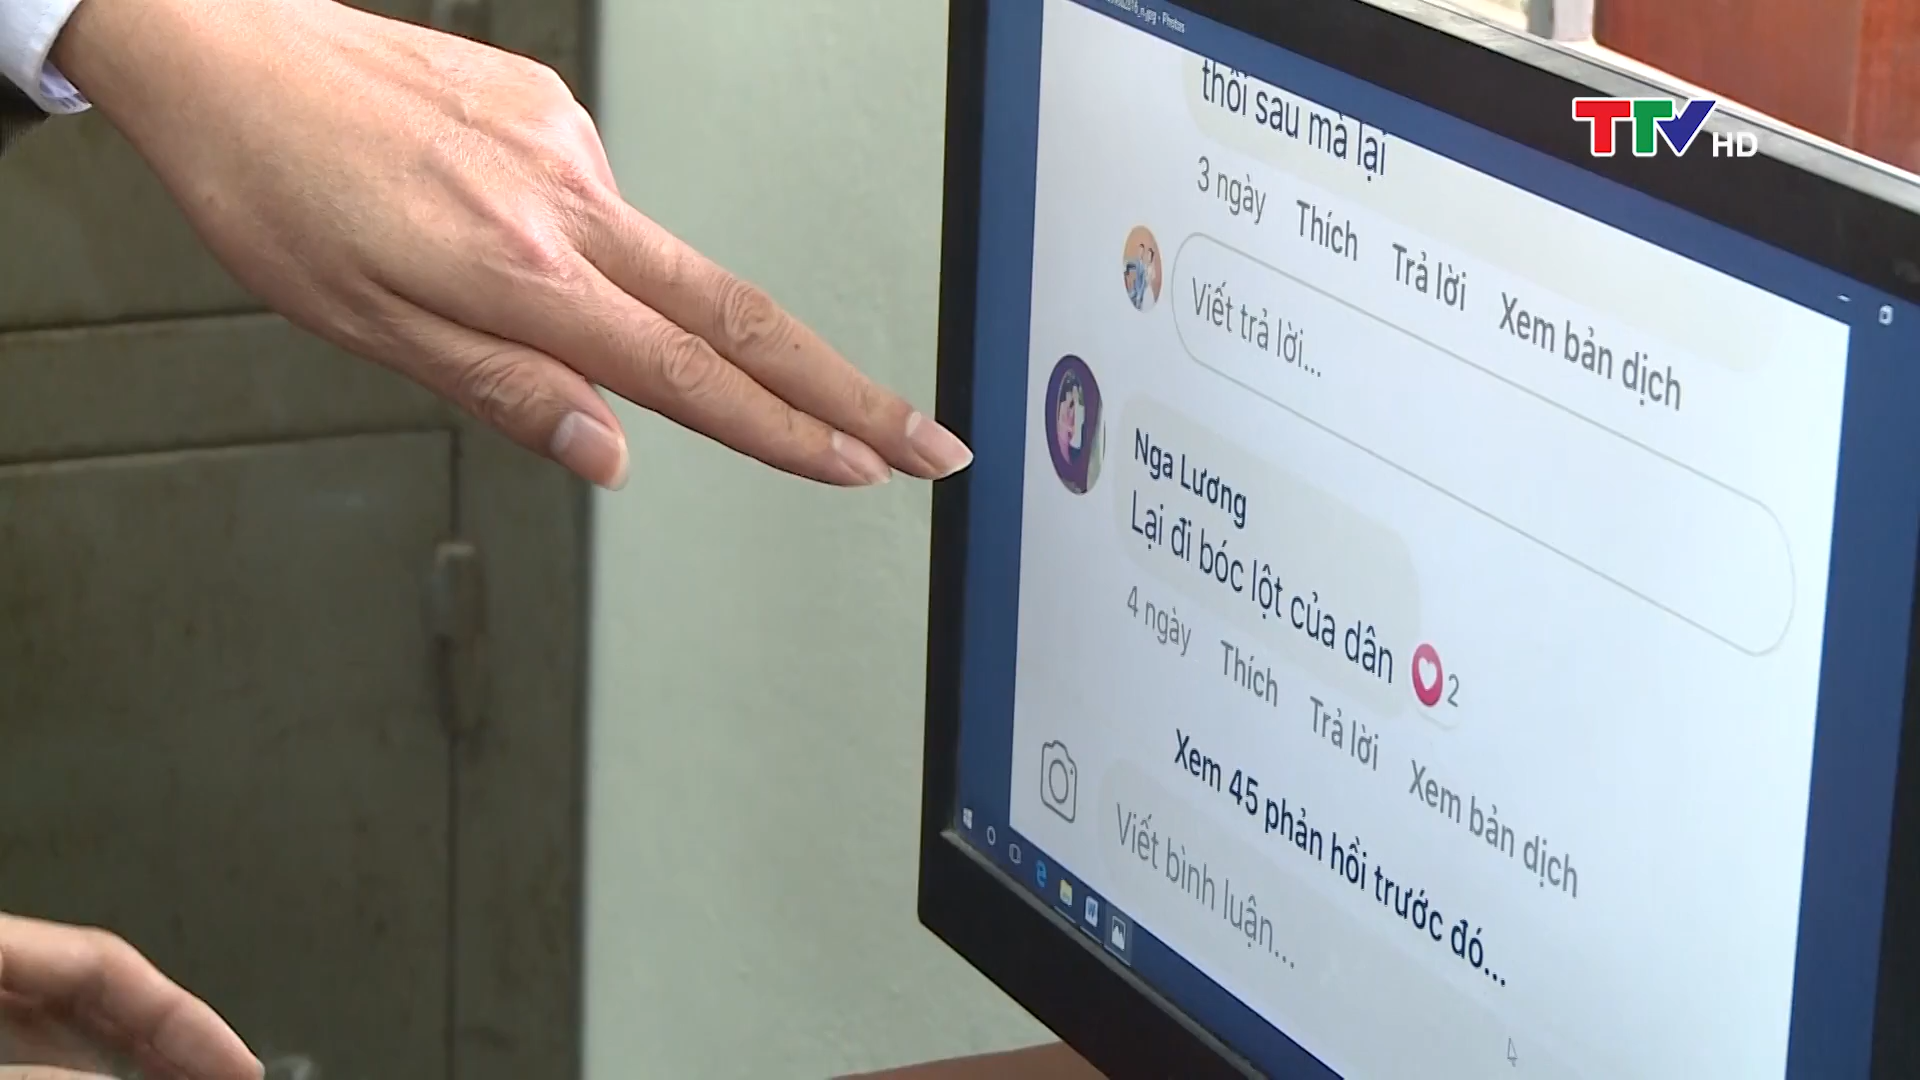 TTV HD
thôi sau mà lại
3 ngày Thích Trả lời Xem bản dịch
Viết trả lời...
Nga Lương
Lại đi bóc lột của dân
2
4 ngày Thích Trả lời Xem bản dịch
Xem 45 phản hồi trước đó...
Viết bình luận...